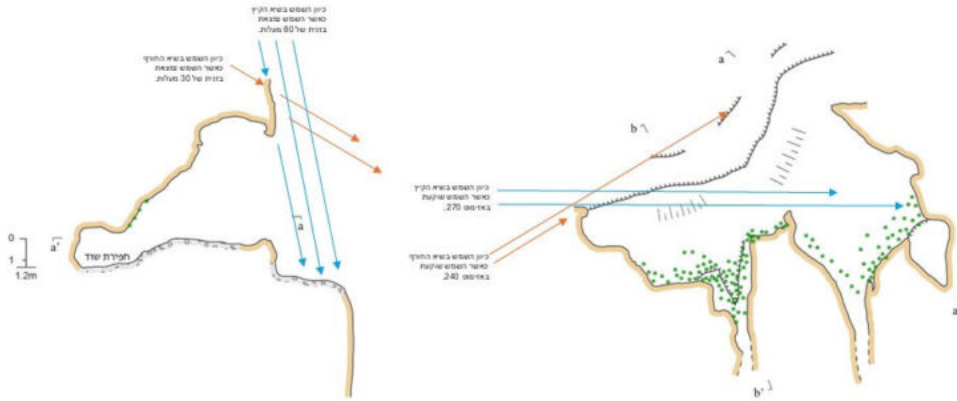 כיוון השמש בשיא הקיץ
כאשר השמש נמצאת
בזנית של 80 מעלות.
כיוון השמש בשיא החורף
כאשר השמש נמצאת
בזנית של 30 מעלות.
a
a'
חפירת שוד
0
1
1.2m
a
b
כיוון השמש בשיא הקיץ
כאשר השמש שוקעת
באזימוט 270.
כיוון השמש בשיא החורף
כאשר השמש שוקעת
באזימוט 240.
a
b'